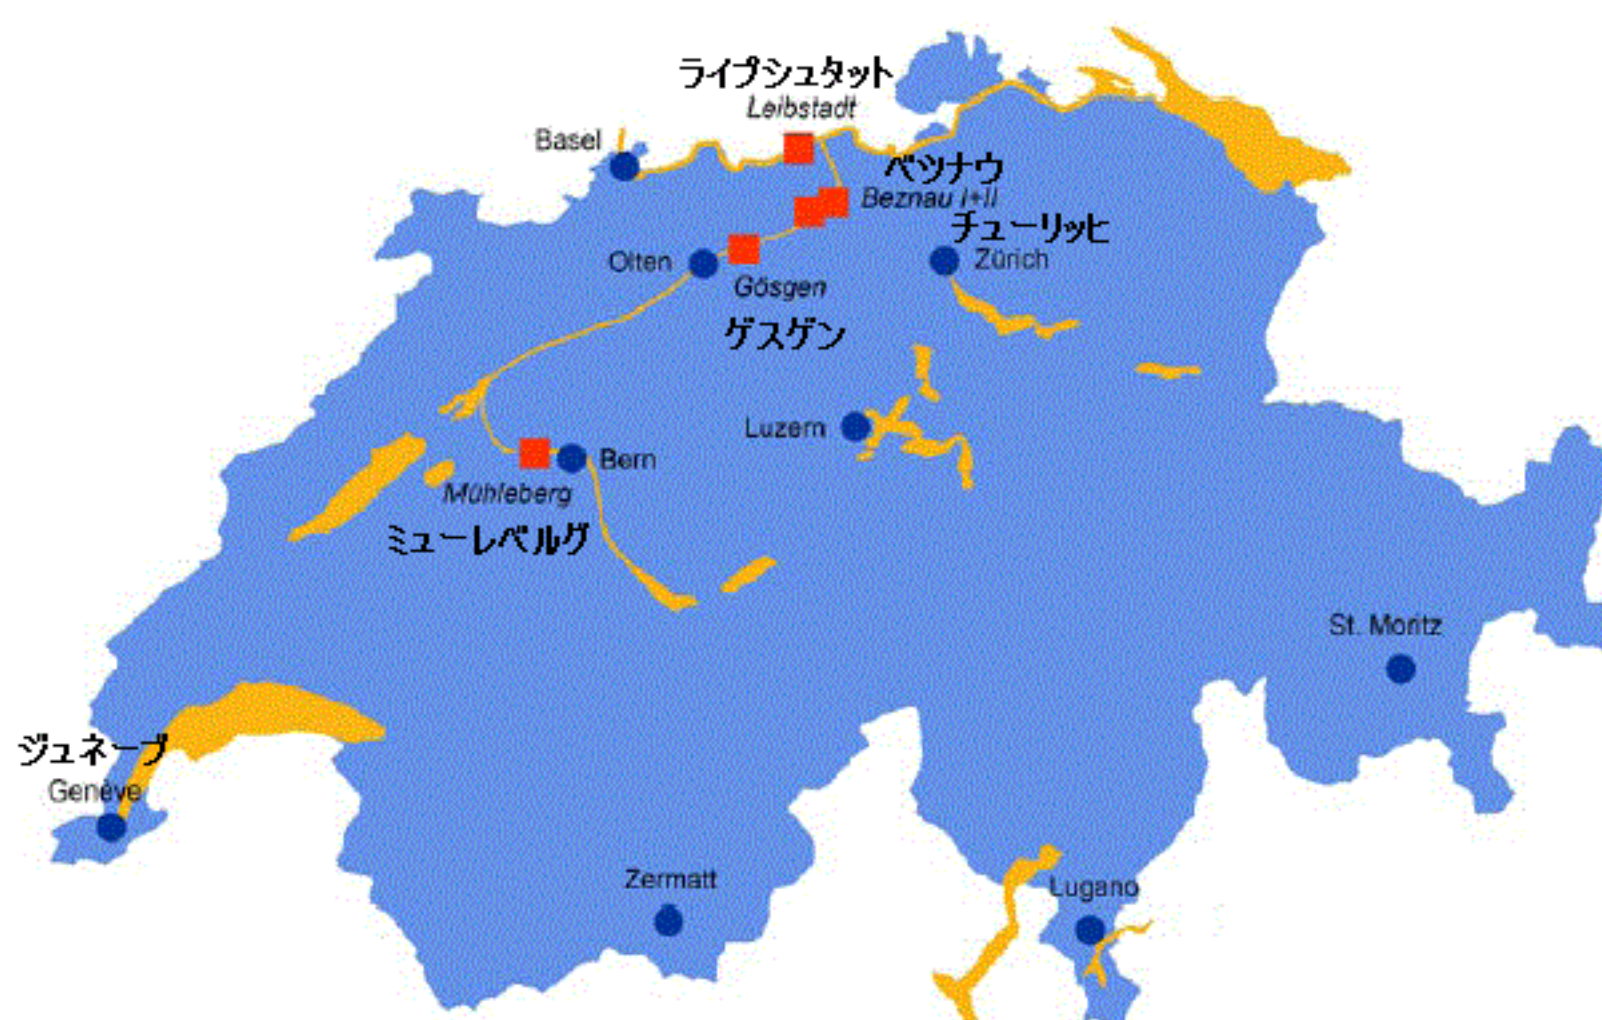 ライプシュタット
Leibstadt
Basel
ベツナウ
Beznau I+II
チューリッヒ
Zürich
Olten
Gösgen
ゲスゲン
Luzern
Bern
Mühleberg
ミューレベルグ
St. Moritz
ジュネーブ
Genève
Zermatt
Lugano